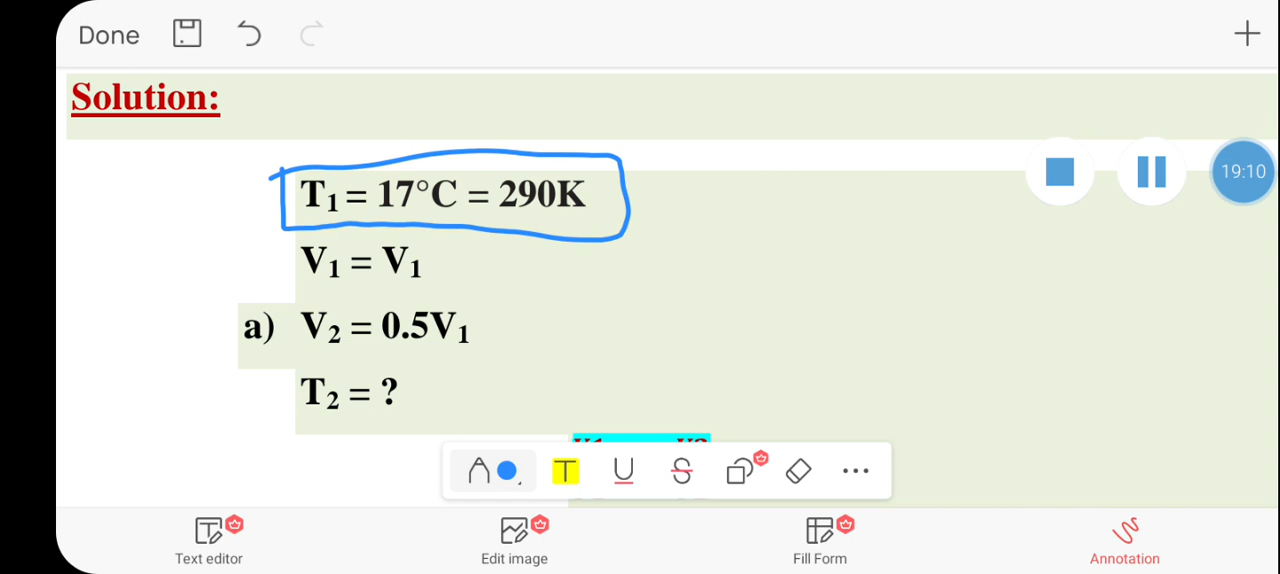 Done
Solution:
19:10
T₁ = 17°C = 290K
V₁ = V₁
a) V₂ = 0.5V₁
T₂ = ?
T U S
Text editor Edit image Fill Form Annotation